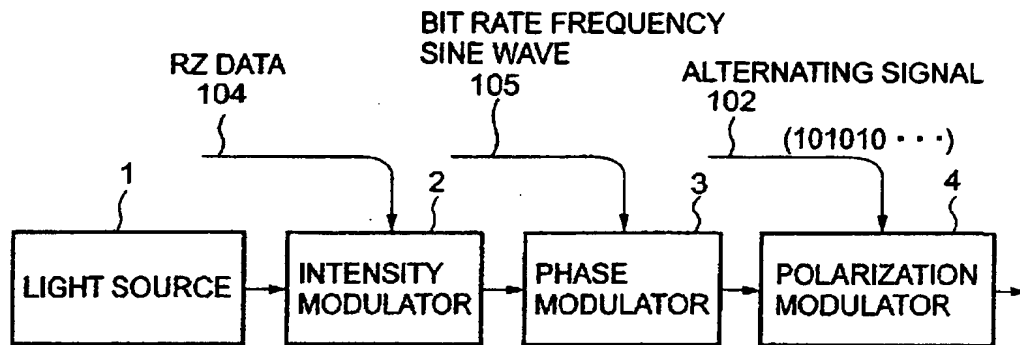 BIT RATE FREQUENCY
SINE WAVE
105
RZ DATA
104
ALTERNATING SIGNAL
102
(101010 · · ·)
1
2
3
4
LIGHT SOURCE
INTENSITY
MODULATOR
PHASE
MODULATOR
POLARIZATION
MODULATOR